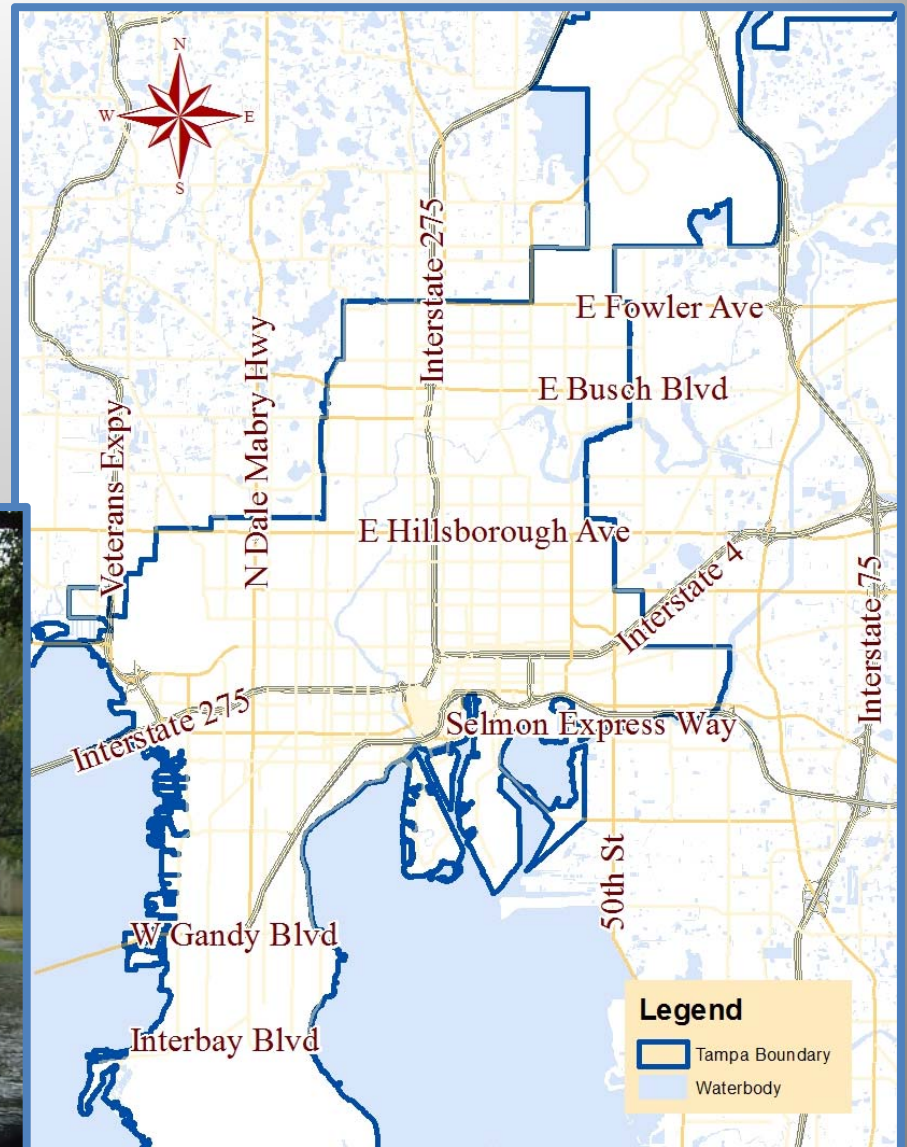 N
W
E
S
Interstate 275
E Fowler Ave
E Busch Blvd
N Dale Mabry Hwy
Veterans Expy
E Hillsborough Ave
Interstate 4
Interstate 75
Interstate 275
Selmon Express Way
50th St
W Gandy Blvd
Interbay Blvd
Legend
Tampa Boundary
Waterbody